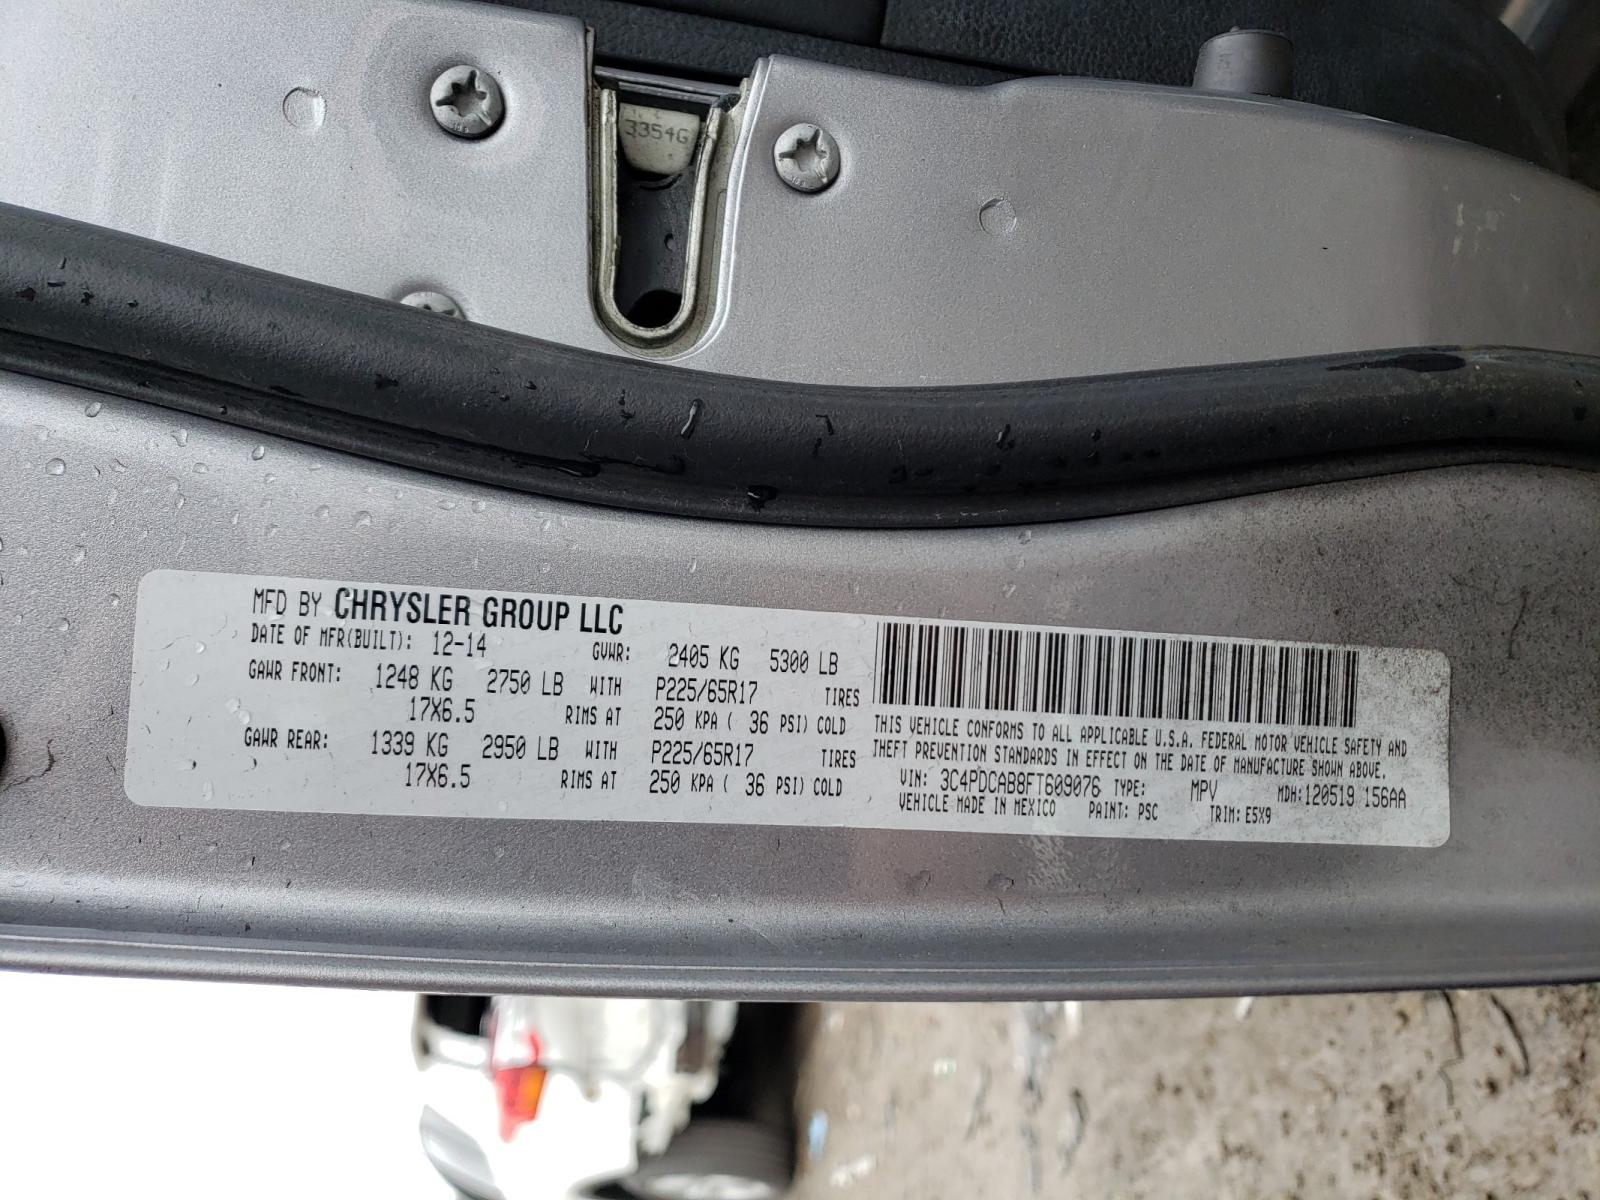 3354G
MFD BY CHRYSLER GROUP LLC
DATE OF MFR(BUILT): 12-14 GVWR: 2405 KG 5300 LB
GAWR FRONT: 1248 KG 2750 LB WITH P225/65R17 TIRES
17X6.5 RIMS AT 250 KPA ( 36 PSI) COLD
GAWR REAR: 1339 KG 2950 LB WITH P225/65R17 TIRES
17X6.5 RIMS AT 250 KPA ( 36 PSI) COLD
THIS VEHICLE CONFORMS TO ALL APPLICABLE U.S.A. FEDERAL MOTOR VEHICLE SAFETY AND
THEFT PREVENTION STANDARDS IN EFFECT ON THE DATE OF MANUFACTURE SHOWN ABOVE.
VIN: 3C4PDCAB8FT609076 TYPE: MPV MDH:120519 156AA
VEHICLE MADE IN MEXICO PAINT: PSC TRIM: E5X9